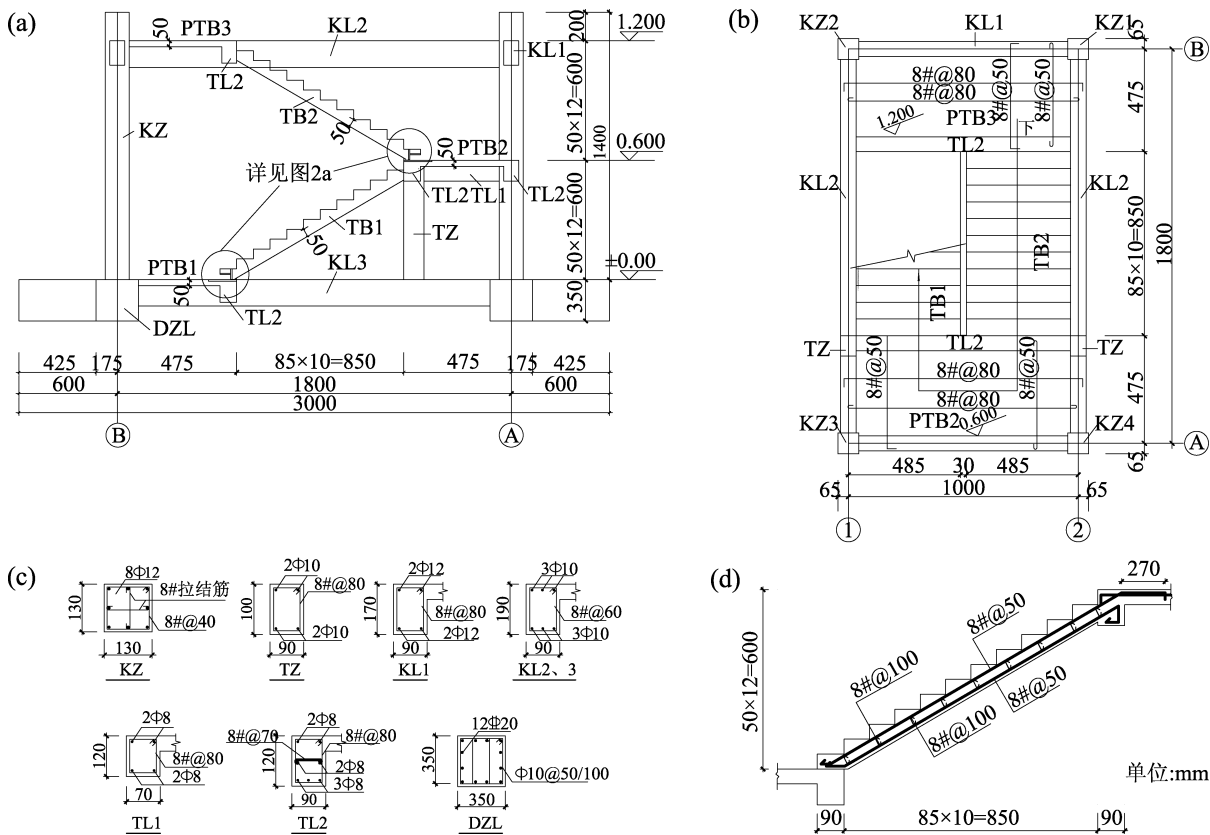 (a)
50
PTB3
KL2
200
1.200
KL1
TL2
TB2
KZ
50
50×12=600
1400
0.600
50
PTB2
详见图2a
TL2
TL1
TL2
TB1
50
TZ
50×12=600
±0.00
PTB1
50
KL3
TL2
DZL
350
425
175
475
85×10=850
475
175
425
600
1800
600
3000
B
A
(b)
KZ2
KL1
KZ1
65
B
8#@80
8#@80
8#@50
8#@50
475
PTB3
1.200
下
TL2
KL2
KL2
TB2
85×10=850
1800
TB1
TZ
TL2
TZ
8#@50
8#@50
8#@80
8#@80
475
PTB2
0.600
KZ3
KZ4
A
65
485
30
485
65
1000
65
1
2
(c)
8Φ12
8#拉结筋
8#@40
130
130
KZ
2Φ10
8#@80
2Φ10
100
90
TZ
2Φ12
8#@80
2Φ12
170
90
KL1
3Φ10
8#@60
3Φ10
190
90
KL2、3
2Φ8
8#@80
2Φ8
120
70
TL1
2Φ8
8#@70
8#@80
2Φ8
3Φ8
120
90
TL2
12Φ20
Φ10@50/100
350
350
DZL
(d)
270
50×12=600
8#@50
8#@100
8#@50
8#@100
单位:mm
90
85×10=850
90